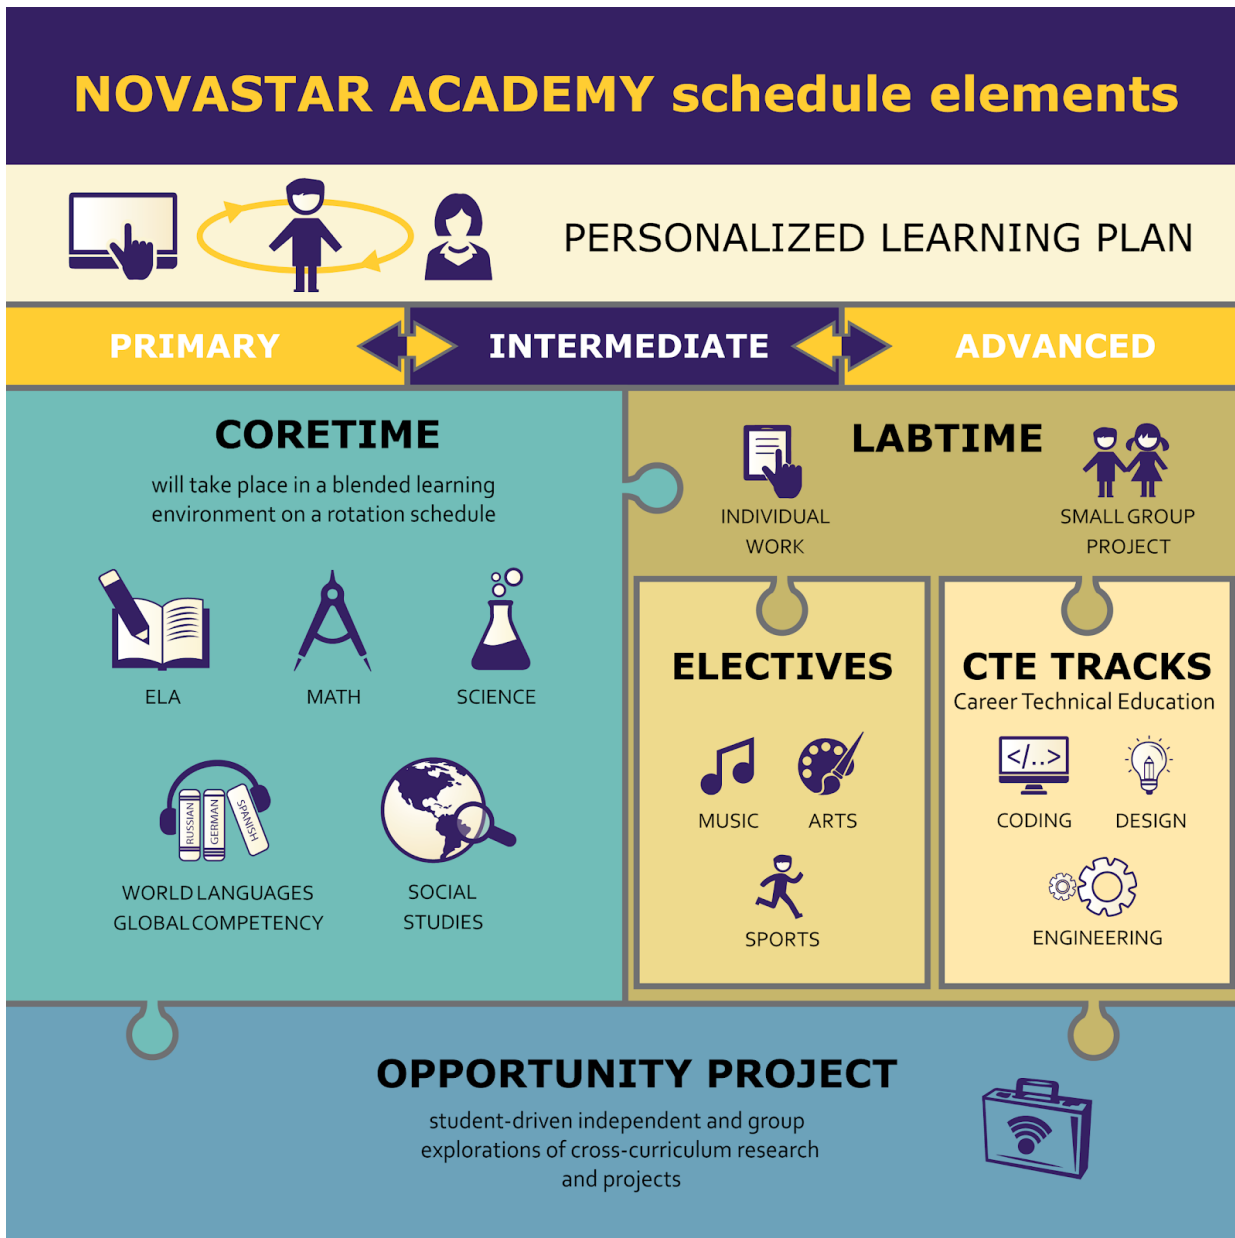 NOVASTAR ACADEMY schedule elements
PERSONALIZED LEARNING PLAN
PRIMARY
INTERMEDIATE
ADVANCED
CORETIME
will take place in a blended learning
environment on a rotation schedule
ELA
MATH
SCIENCE
RUSSIAN
GERMAN
SPANISH
WORLD LANGUAGES
GLOBAL COMPETENCY
SOCIAL
STUDIES
LABTIME
INDIVIDUAL
WORK
SMALL GROUP
PROJECT
ELECTIVES
MUSIC
ARTS
SPORTS
CTE TRACKS
Career Technical Education
</..>
CODING
DESIGN
ENGINEERING
OPPORTUNITY PROJECT
student-driven independent and group
explorations of cross-curriculum research
and projects